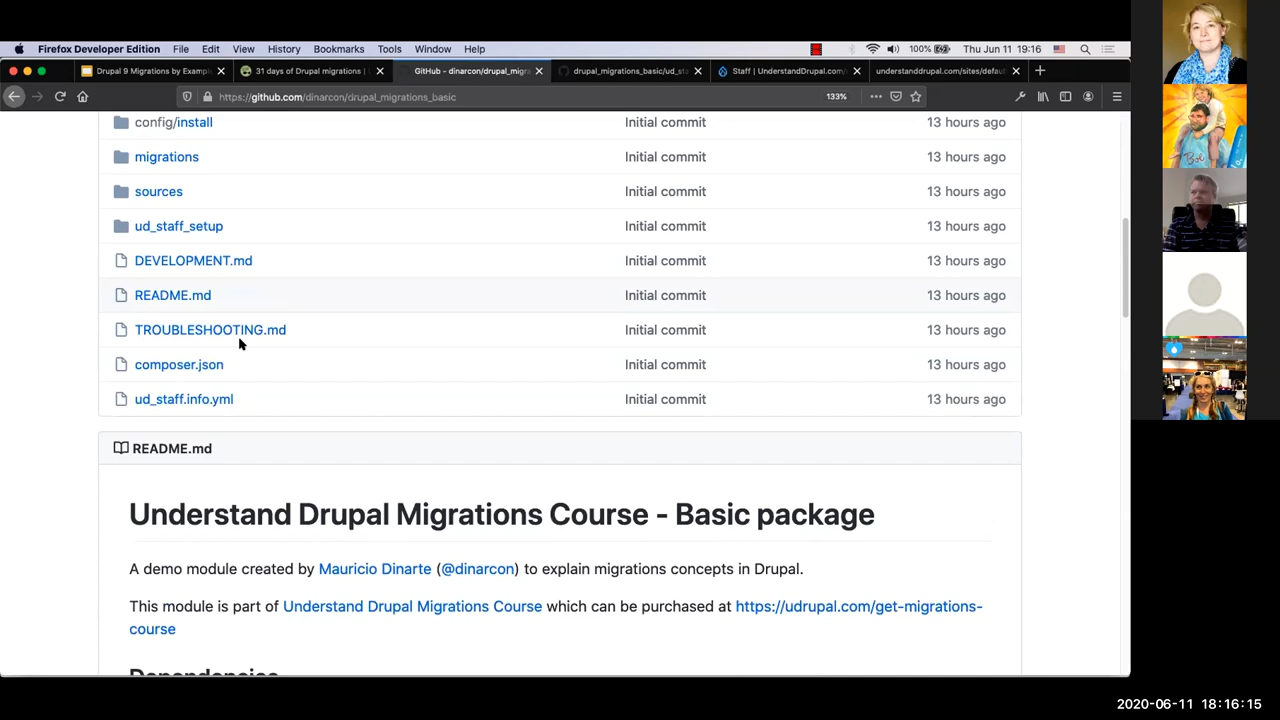 Firefox Developer Edition File Edit View History Bookmarks Tools Window Help 100% Thu Jun 11 19:16
Drupal 9 Migrations by Exampl 31 days of Drupal migrations | GitHub - dinarcon/drupal_migra drupal_migrations_basic/ud_sta Staff | UnderstandDrupal.com/ understanddrupal.com/sites/defau
https://github.com/dinarcon/drupal_migrations_basic 133%
config/install Initial commit 13 hours ago
migrations Initial commit 13 hours ago
sources Initial commit 13 hours ago
ud_staff_setup Initial commit 13 hours ago
DEVELOPMENT.md Initial commit 13 hours ago
README.md Initial commit 13 hours ago
TROUBLESHOOTING.md Initial commit 13 hours ago
composer.json Initial commit 13 hours ago
ud_staff.info.yml Initial commit 13 hours ago
README.md
Understand Drupal Migrations Course - Basic package
A demo module created by Mauricio Dinarte (@dinarcon) to explain migrations concepts in Drupal.
This module is part of Understand Drupal Migrations Course which can be purchased at https://udrupal.com/get-migrations-
course
Dependencies
Bob
2020-06-11 18:16:15